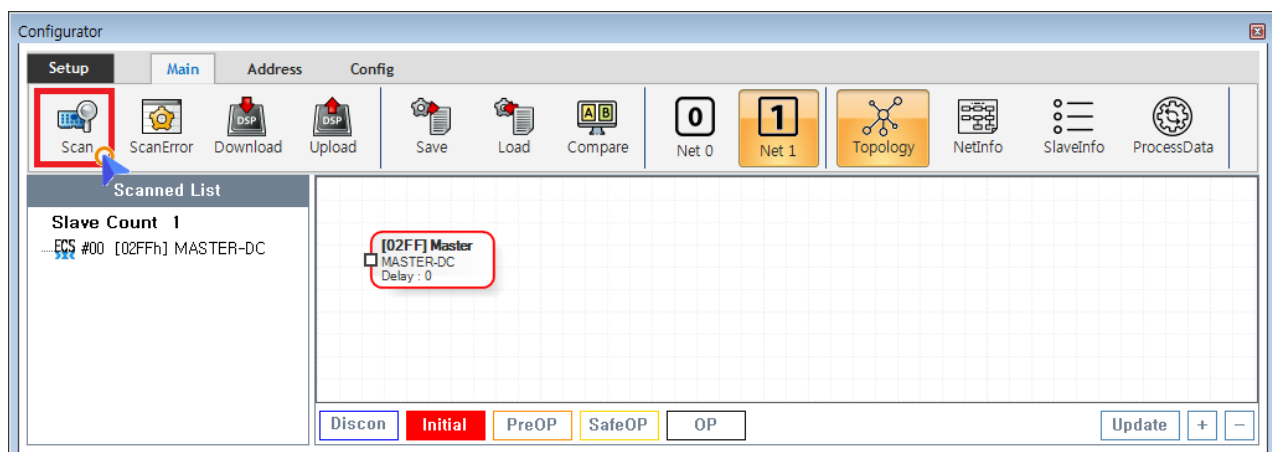 Configurator
Setup Main Address Config
DSP DSP A B 0 1
Scan ScanError Download Upload Save Load Compare Net 0 Net 1 Topology NetInfo SlaveInfo ProcessData
Scanned List
Slave Count 1
ECS #00 [02FFh] MASTER-DC
[02FF] Master
MASTER-DC
Delay : 0
Discon Initial PreOP SafeOP OP Update + −